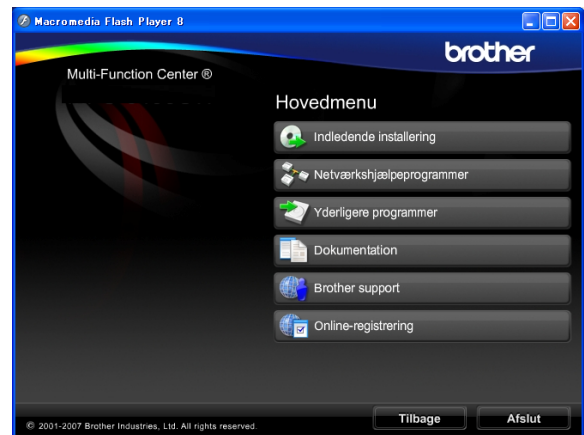 Macromedia Flash Player 8
brother
Multi-Function Center ®
Hovedmenu
Indledende installering
Netværkshjælpeprogrammer
Yderligere programmer
Dokumentation
Brother support
Online-registrering
© 2001-2007 Brother Industries, Ltd. All rights reserved.
Tilbage
Afslut